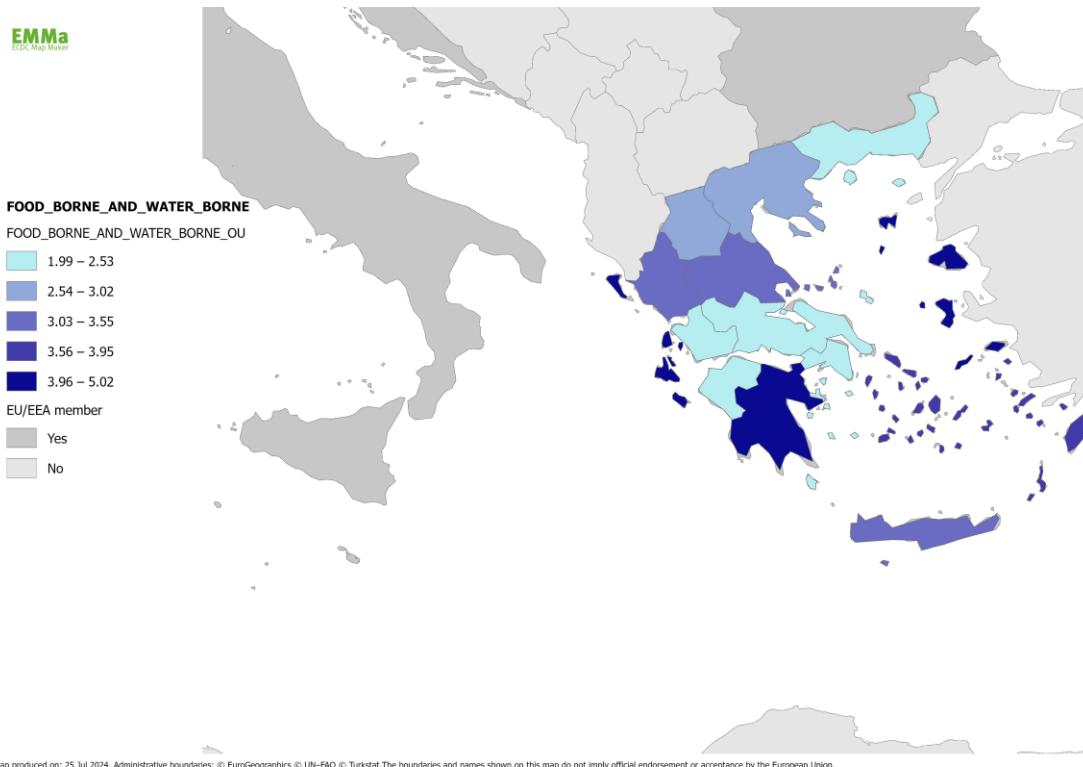 EMMa
ECDC Map Maker
FOOD_BORNE_AND_WATER_BORNE
FOOD_BORNE_AND_WATER_BORNE_OU
1.99 – 2.53
2.54 – 3.02
3.03 – 3.55
3.56 – 3.95
3.96 – 5.02
EU/EEA member
Yes
No
produced on: 25 Jul 2024. Administrative boundaries: © EuroGeographics © UN–FAO © Turkstat.The boundaries and names shown on this map do not imply official endorsement or acceptance by the European Union.